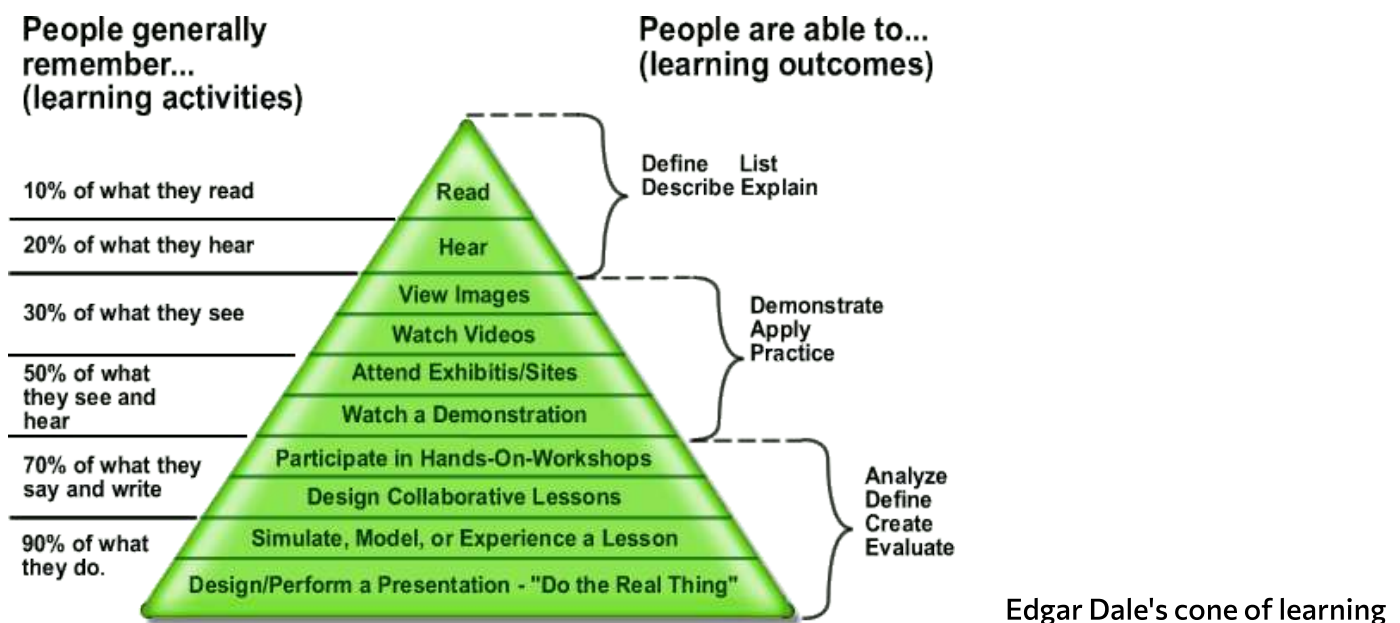 People generally
remember...
(learning activities)
People are able to...
(learning outcomes)
10% of what they read
Read
Define List
Describe Explain
20% of what they hear
Hear
30% of what they see
View Images
Watch Videos
Demonstrate
Apply
Practice
50% of what
they see and
hear
Attend Exhibitis/Sites
Watch a Demonstration
70% of what they
say and write
Participate in Hands-On-Workshops
Design Collaborative Lessons
Analyze
Define
Create
Evaluate
90% of what
they do.
Simulate, Model, or Experience a Lesson
Design/Perform a Presentation - "Do the Real Thing"
Edgar Dale's cone of learning